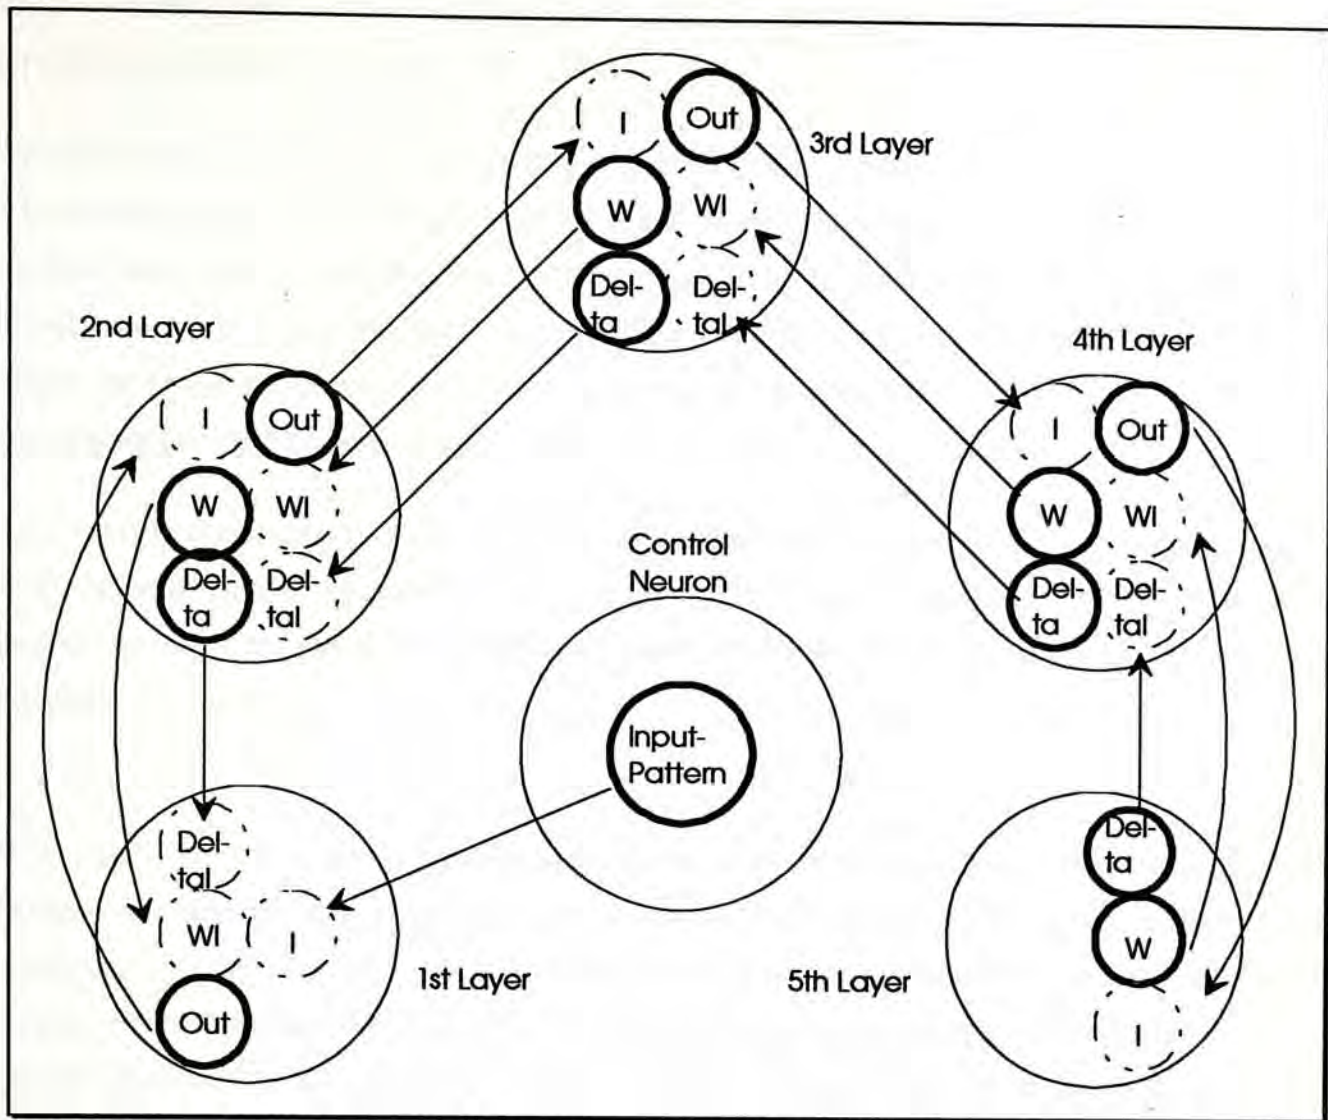 I
Out
3rd Layer
W
WI
Del-
ta
Del-
tal
2nd Layer
I
Out
W
WI
Del-
ta
Del-
tal
4th Layer
I
Out
W
WI
Del-
ta
Del-
tal
Control
Neuron
Input-
Pattern
Del-
tal
WI
I
Out
1st Layer
5th Layer
Del-
ta
W
I